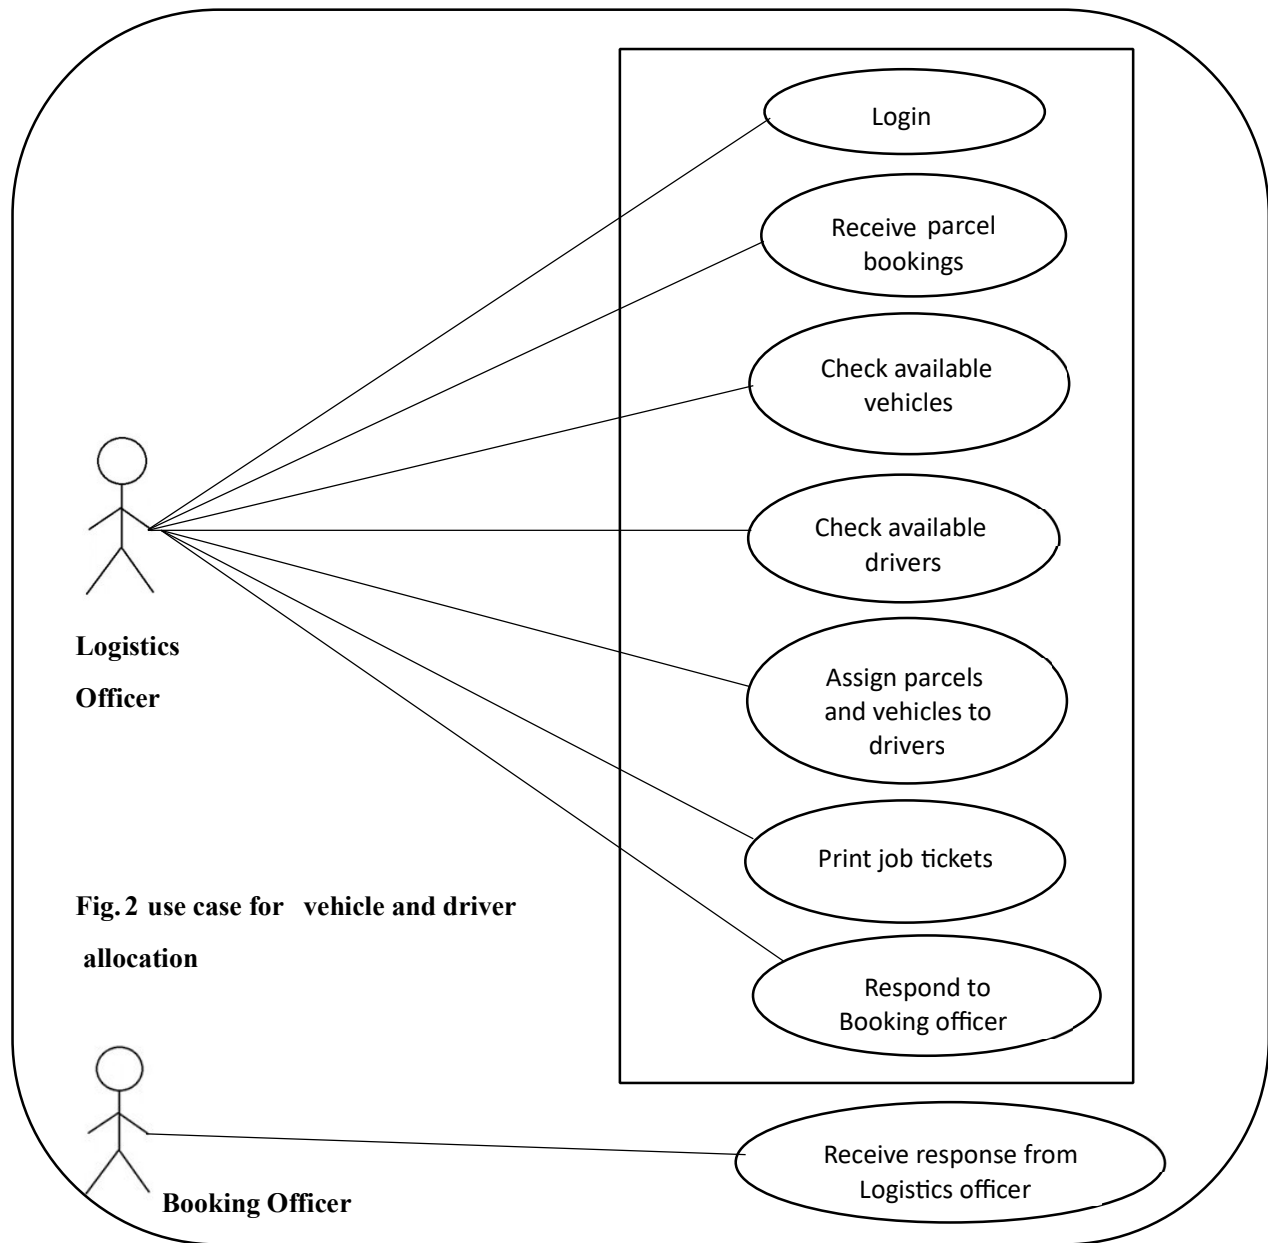 Login
Receive parcel
bookings
Check available
vehicles
Check available
drivers
Logistics
Officer
Assign parcels
and vehicles to
drivers
Print job tickets
Fig. 2 use case for vehicle and driver
allocation
Respond to
Booking officer
Receive response from
Logistics officer
Booking Officer